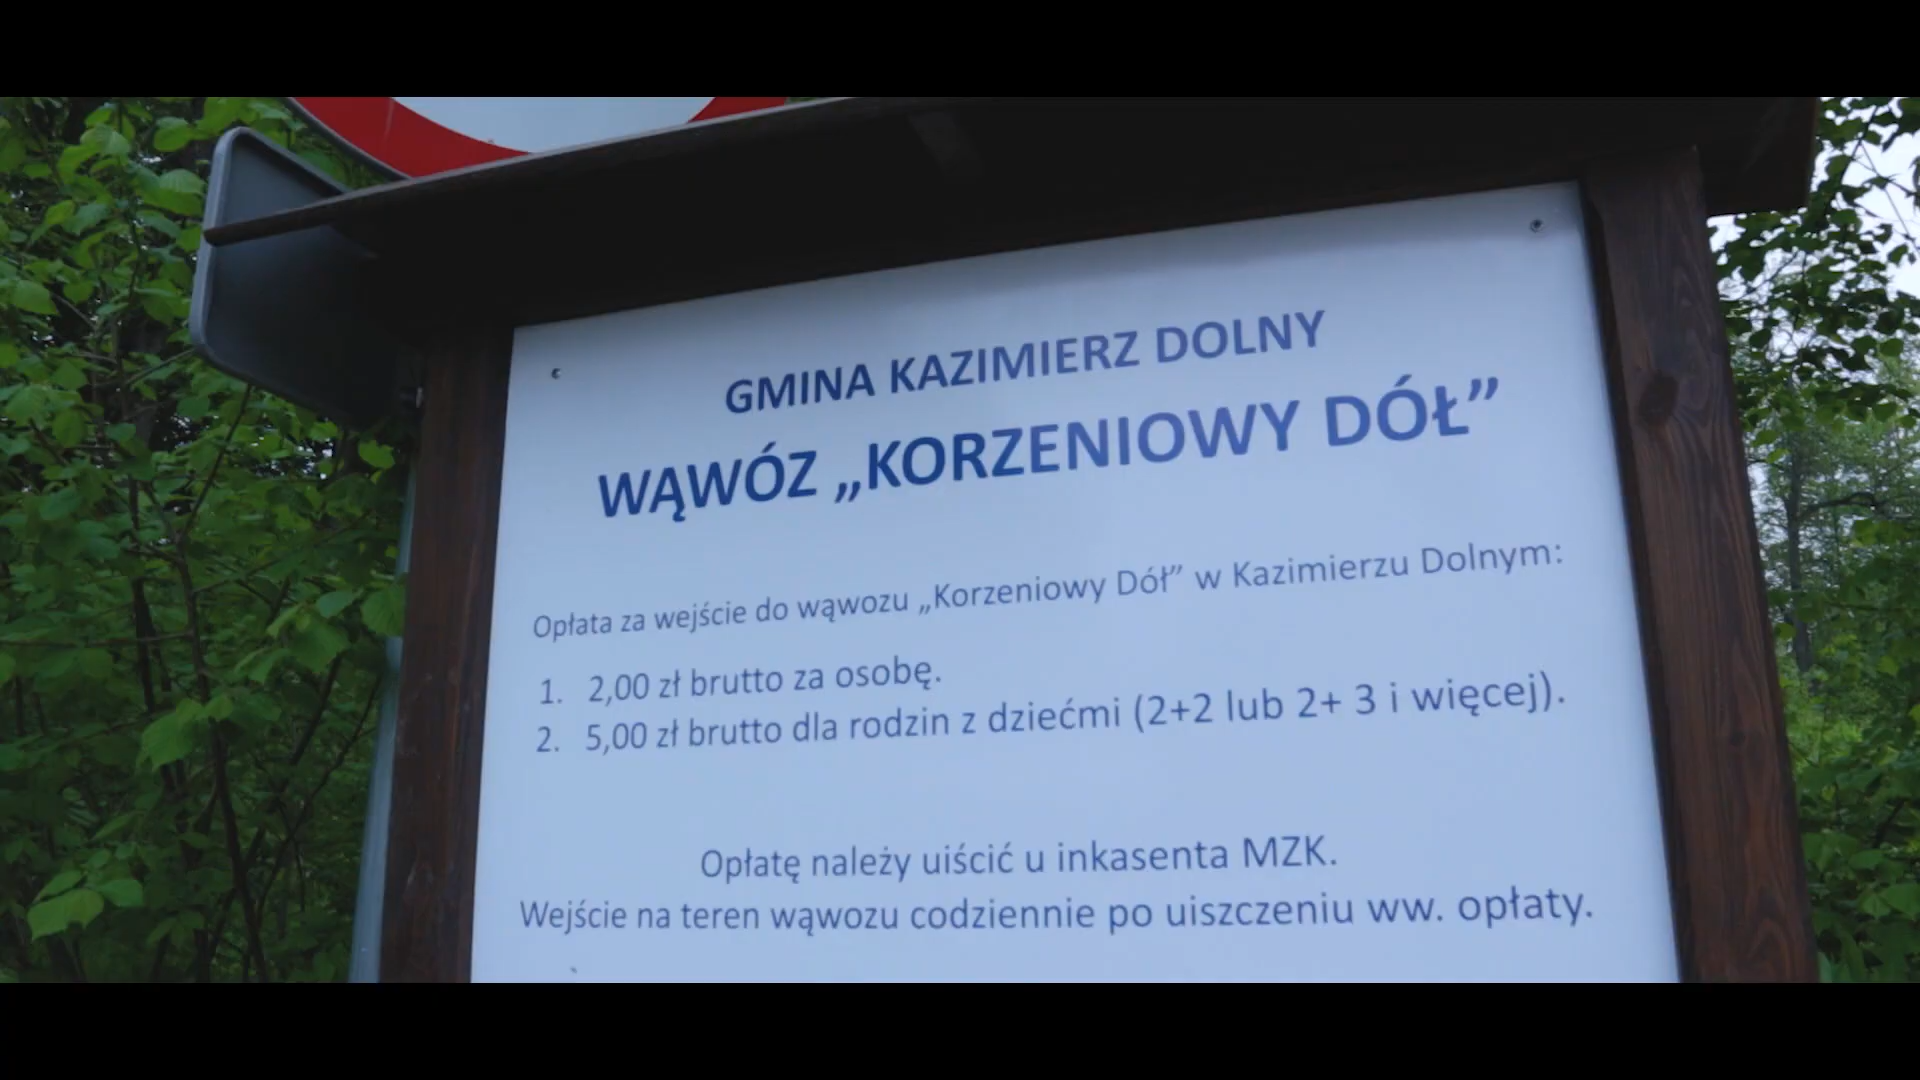 GMINA KAZIMIERZ DOLNY
WĄWÓZ „KORZENIOWY DÓŁ”
Opłata za wejście do wąwozu „Korzeniowy Dół” w Kazimierzu Dolnym:
1. 2,00 zł brutto za osobę.
2. 5,00 zł brutto dla rodzin z dziećmi (2+2 lub 2+ 3 i więcej).
Opłatę należy uiścić u inkasenta MZK.
Wejście na teren wąwozu codziennie po uiszczeniu ww. opłaty.